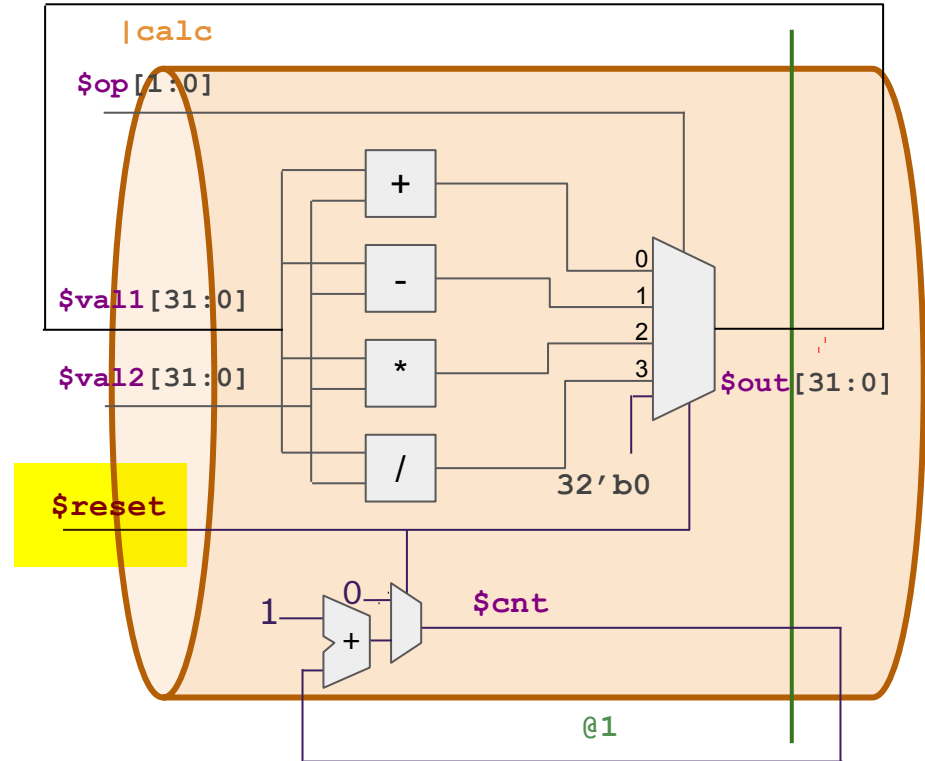 |calc
$op[1:0]
+
0
-
1
$val1[31:0]
2
*
3
$val2[31:0]
$out[31:0]
/
32’b0
$reset
0
$cnt
1
+
@1